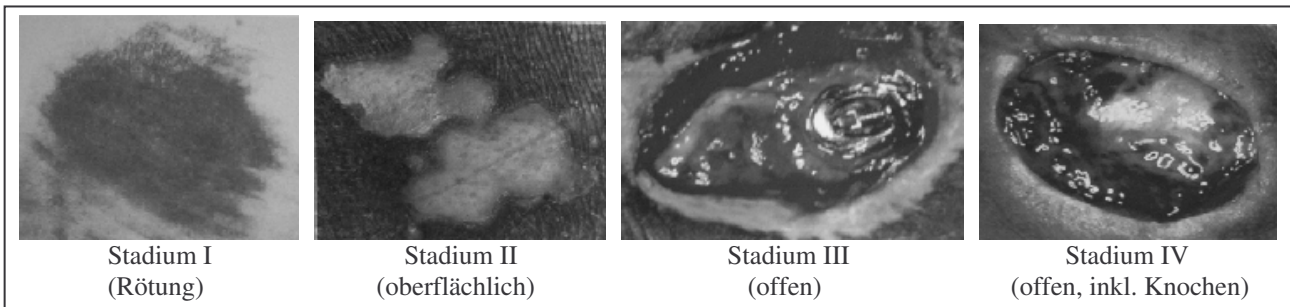 Stadium I
(Rötung)
Stadium II
(oberflächlich)
Stadium III
(offen)
Stadium IV
(offen, inkl. Knochen)